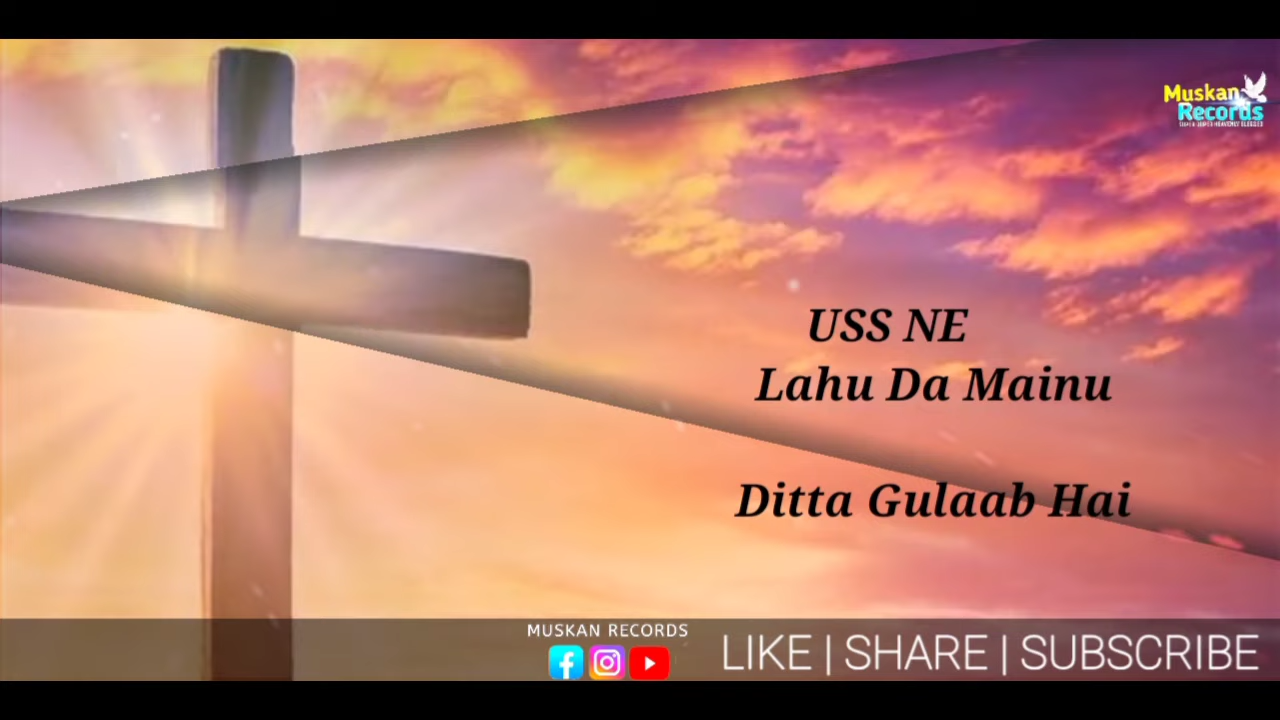 Muskan
Records
USS NE
Lahu Da Mainu
Ditta Gulaab Hai
MUSKAN RECORDS
LIKE | SHARE | SUBSCRIBE